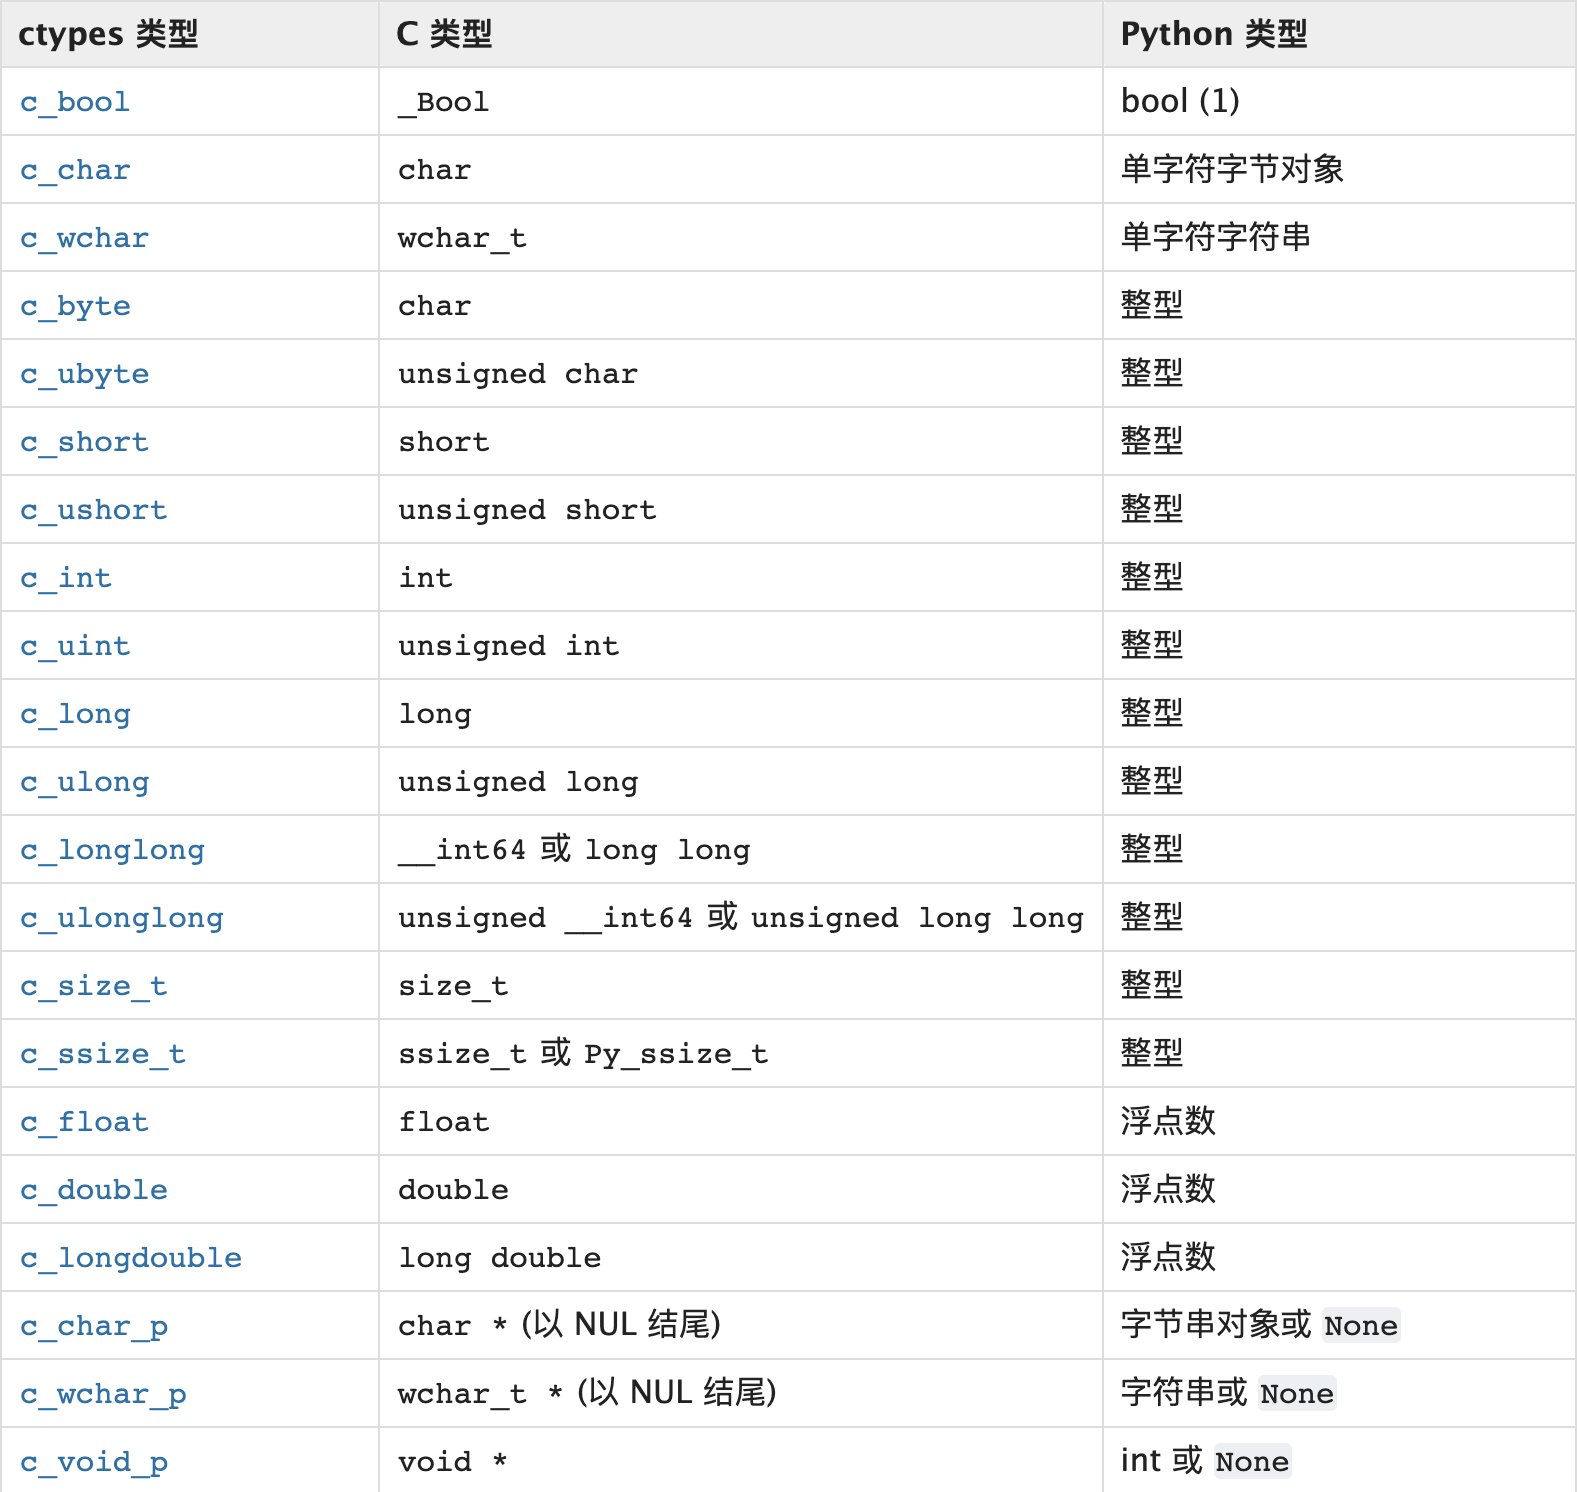 ctypes 类型 C 类型 Python 类型
c_bool _Bool bool (1)
c_char char 单字符字节对象
c_wchar wchar_t 单字符字符串
c_byte char 整型
c_ubyte unsigned char 整型
c_short short 整型
c_ushort unsigned short 整型
c_int int 整型
c_uint unsigned int 整型
c_long long 整型
c_ulong unsigned long 整型
c_longlong __int64 或 long long 整型
c_ulonglong unsigned __int64 或 unsigned long long 整型
c_size_t size_t 整型
c_ssize_t ssize_t 或 Py_ssize_t 整型
c_float float 浮点数
c_double double 浮点数
c_longdouble long double 浮点数
c_char_p char * (以 NUL 结尾) 字节串对象或 None
c_wchar_p wchar_t * (以 NUL 结尾) 字符串或 None
c_void_p void * int 或 None